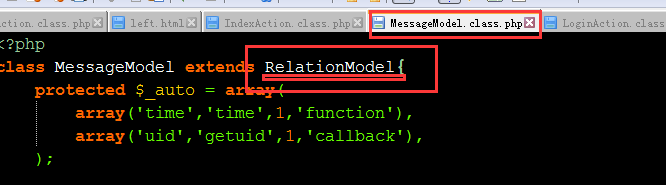 ction.class.php
left.html
IndexAction.class.php
MessageModel.class.php
LoginAction.class.ph
<?php
class MessageModel extends RelationModel{
protected $_auto = array(
array('time','time',1,'function'),
array('uid','getuid',1,'callback'),
);